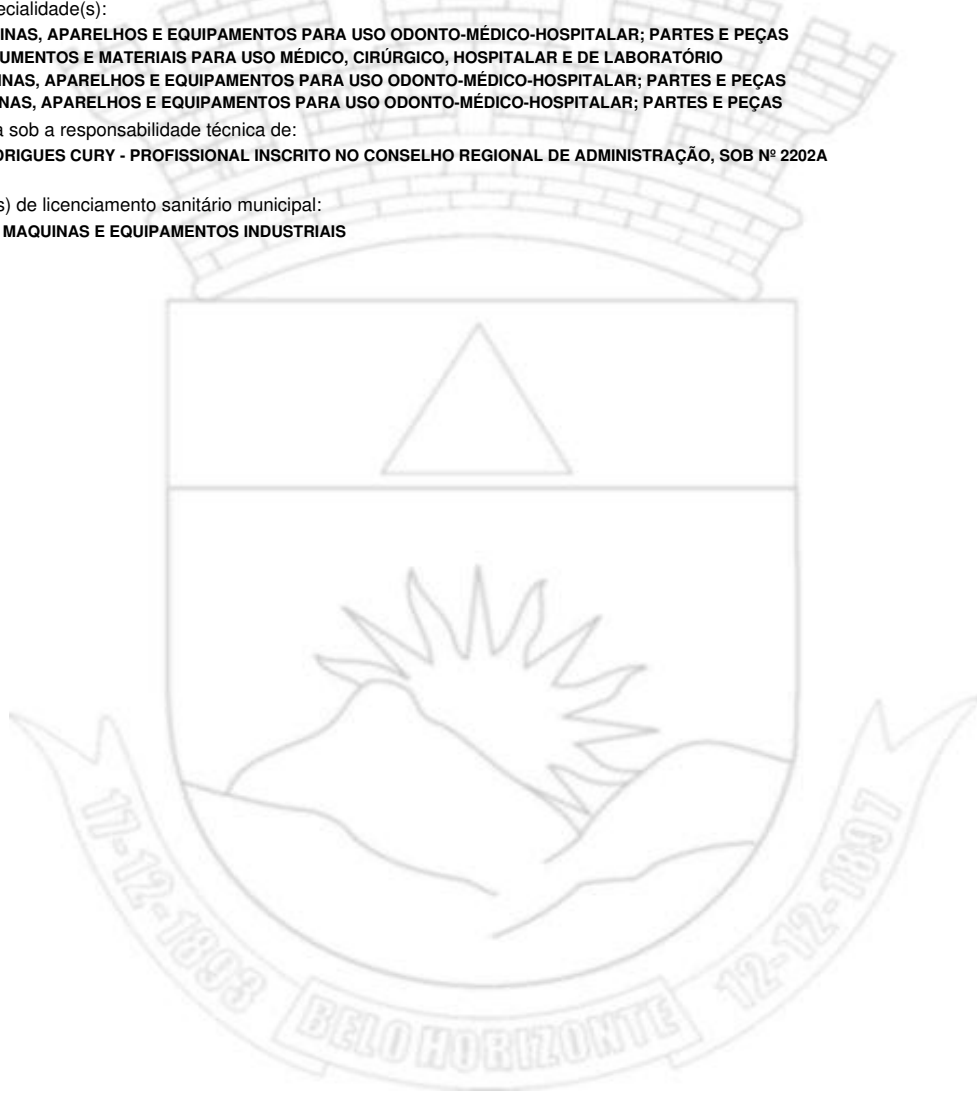 ecialidade(s):
INAS, APARELHOS E EQUIPAMENTOS PARA USO ODONTO-MÉDICO-HOSPITALAR; PARTES E PEÇAS
UMENTOS E MATERIAIS PARA USO MÉDICO, CIRÚRGICO, HOSPITALAR E DE LABORATÓRIO
INAS, APARELHOS E EQUIPAMENTOS PARA USO ODONTO-MÉDICO-HOSPITALAR; PARTES E PEÇAS
NAS, APARELHOS E EQUIPAMENTOS PARA USO ODONTO-MÉDICO-HOSPITALAR; PARTES E PEÇAS
a sob a responsabilidade técnica de:
DRIGUES CURY - PROFISSIONAL INSCRITO NO CONSELHO REGIONAL DE ADMINISTRAÇÃO, SOB Nº 2202A
s) de licenciamento sanitário municipal:
MAQUINAS E EQUIPAMENTOS INDUSTRIAIS
17-12-1893
BELO HORIZONTE
12-12-1897